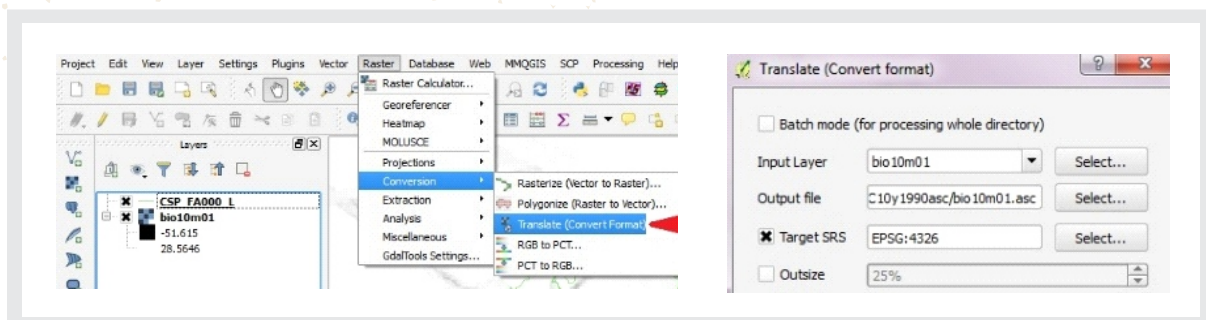 Project Edit View Layer Settings Plugins Vector Raster Database Web MMQGIS SCP Processing Help
Raster Calculator...
Georeferencer
Heatmap
MOLUSCE
Projections
Conversion
Extraction
Analysis
Miscellaneous
GdalTools Settings...
Rasterize (Vector to Raster)...
Polygonize (Raster to Vector)...
Translate (Convert Format)
RGB to PCT...
PCT to RGB...
Layers
CSP_FA000_L
bio10m01
-51.615
28.5646
Translate (Convert format)
Batch mode (for processing whole directory)
Input Layer bio10m01 Select...
Output file C10y1990asc/bio10m01.asc Select...
Target SRS EPSG:4326 Select...
Outsize 25%